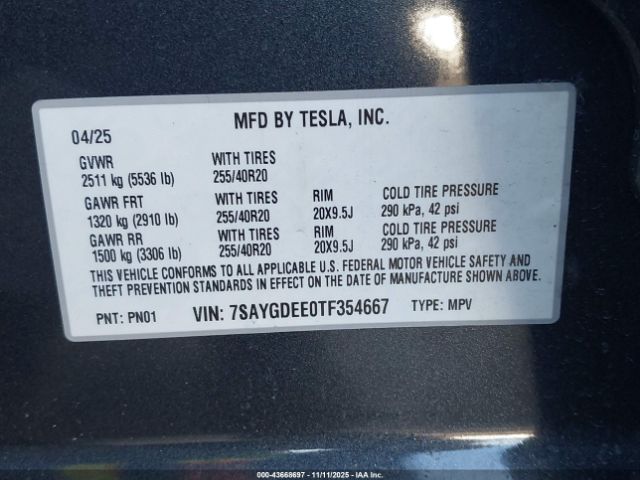 MFD BY TESLA, INC.
04/25
GVWR WITH TIRES
2511 kg (5536 lb) 255/40R20
GAWR FRT WITH TIRES RIM COLD TIRE PRESSURE
1320 kg (2910 lb) 255/40R20 20X9.5J 290 kPa, 42 psi
GAWR RR WITH TIRES RIM COLD TIRE PRESSURE
1500 kg (3306 lb) 255/40R20 20X9.5J 290 kPa, 42 psi
THIS VEHICLE CONFORMS TO ALL APPLICABLE U.S. FEDERAL MOTOR VEHICLE SAFETY AND
THEFT PREVENTION STANDARDS IN EFFECT ON THE DATE OF MANUFACTURE SHOWN ABOVE.
PNT: PN01 VIN: 7SAYGDEE0TF354667 TYPE: MPV
000-43668697 - 11/11/2025 - IAA Inc.